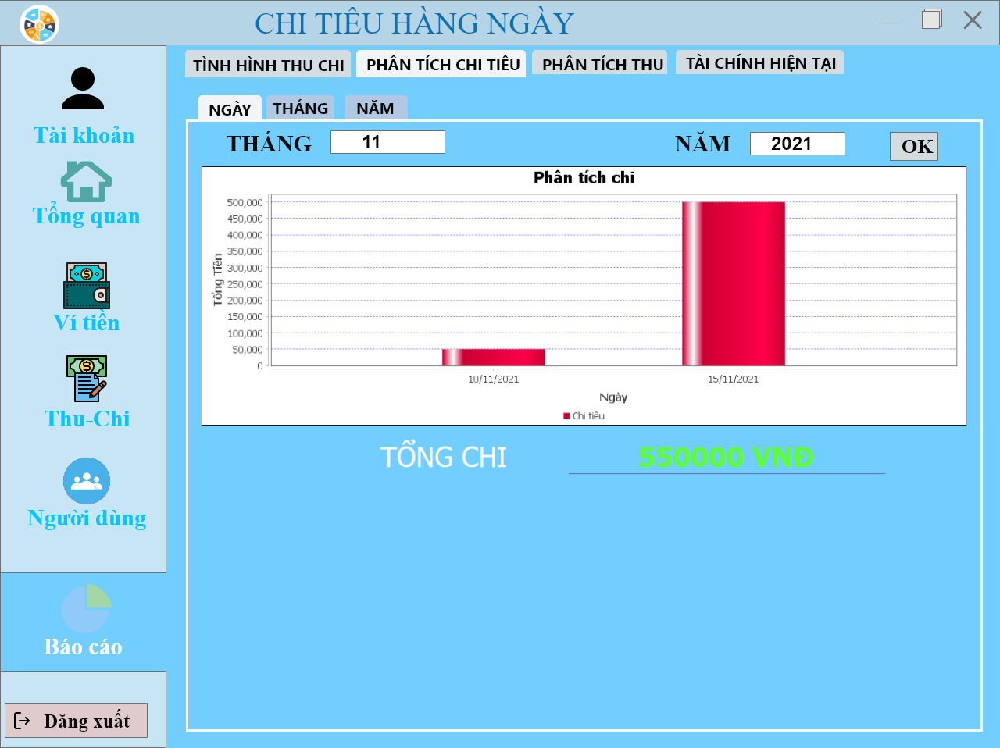 CHI TIÊU HÀNG NGÀY
TÌNH HÌNH THU CHI
PHÂN TÍCH CHI TIÊU
PHÂN TÍCH THU
TÀI CHÍNH HIỆN TẠI
NGÀY
THÁNG
NĂM
THÁNG
11
NĂM
2021
OK
Tài khoản
Tổng quan
Ví tiền
Thu-Chi
Người dùng
Báo cáo
Đăng xuất
Phân tích chi
Tổng Tiền
500,000
450,000
400,000
350,000
300,000
250,000
200,000
150,000
100,000
50,000
0
10/11/2021
15/11/2021
Ngày
Chi tiêu
TỔNG CHI
550000 VNĐ